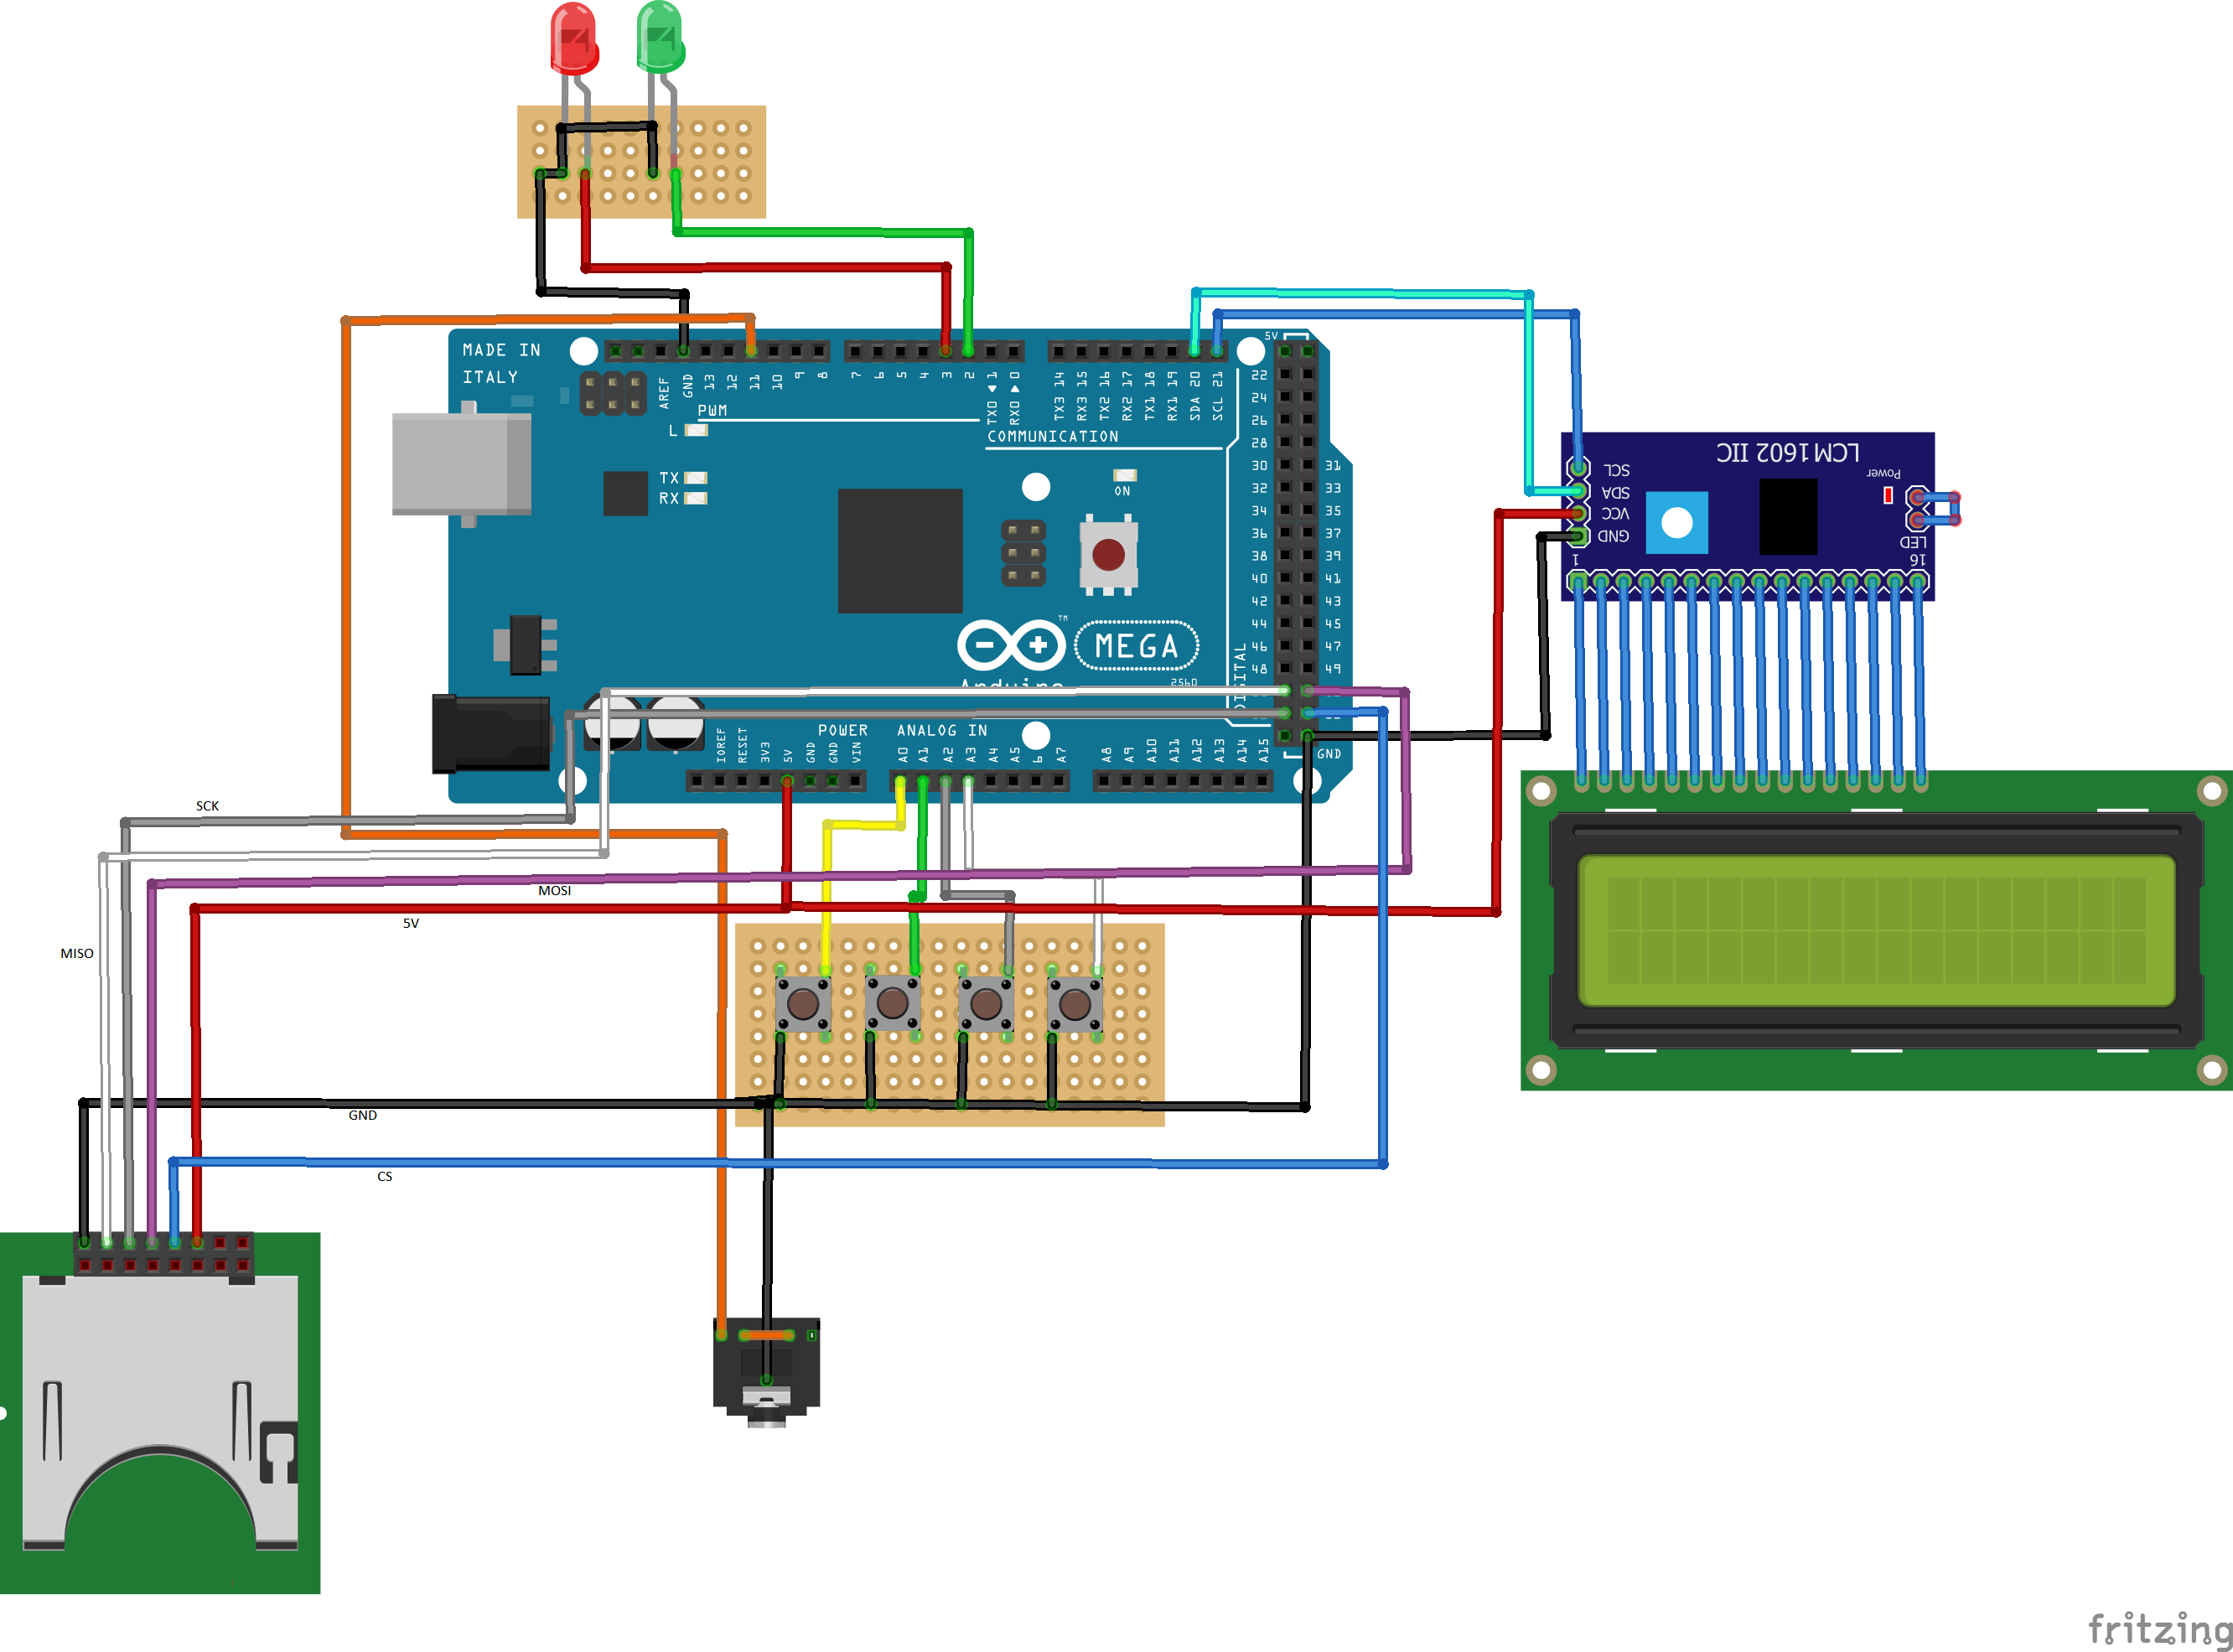 MADE IN
ITALY
AREF
GND
13
12
11
10
9
8
7
6
5
4
3
2
TX0 1
RX0 0
TX3 14
RX3 15
TX2 16
RX2 17
TX1 18
RX1 19
SDA 20
SCL 21
5V
PWM
L
COMMUNICATION
TX
RX
ON
22
24
26
28
30 31
32 33
34 35
36 37
38 39
40 41
42 43
44 45
46 47
48 49
DIGITAL
GND
TM
MEGA
Arduino
2560
POWER
ANALOG IN
IOREF
RESET
3V3
5V
GND
GND
VIN
A0
A1
A2
A3
A4
A5
A7
A8
A9
A10
A11
A12
A13
A14
A15
LCM1602 IIC
SCL
SDA
VCC
GND
Power
LED
1
16
SCK
MOSI
5V
MISO
GND
CS
fritzing